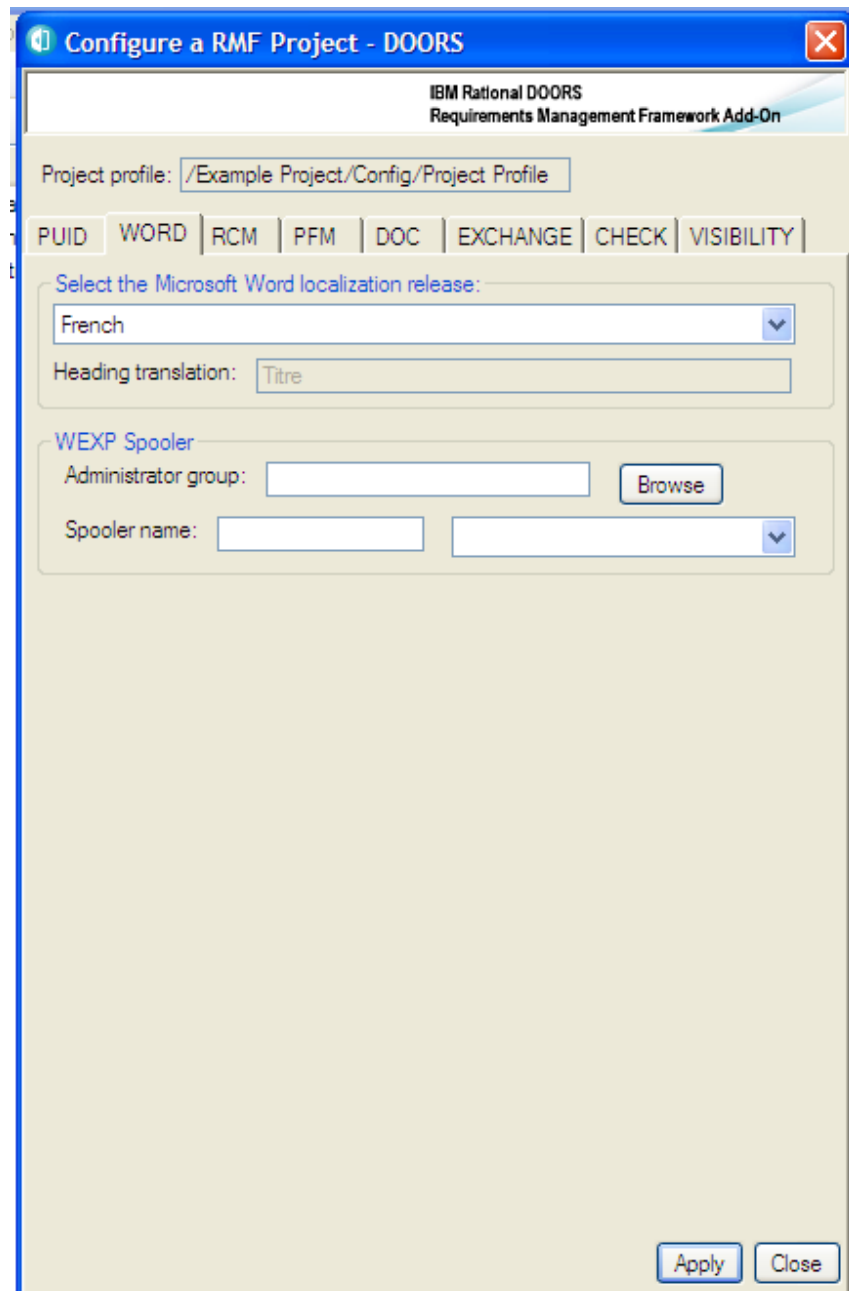 Configure a RMF Project - DOORS
IBM Rational DOORS
Requirements Management Framework Add-On
Project profile: /Example Project/Config/Project Profile
PUID WORD RCM PFM DOC EXCHANGE CHECK VISIBILITY
Select the Microsoft Word localization release:
French
Heading translation: Titre
WEXP Spooler
Administrator group: Browse
Spooler name:
Apply Close